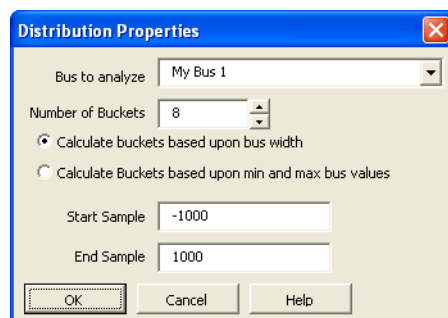 Distribution Properties
Bus to analyze My Bus 1
Number of Buckets 8
Calculate buckets based upon bus width
Calculate Buckets based upon min and max bus values
Start Sample -1000
End Sample 1000
OK Cancel Help